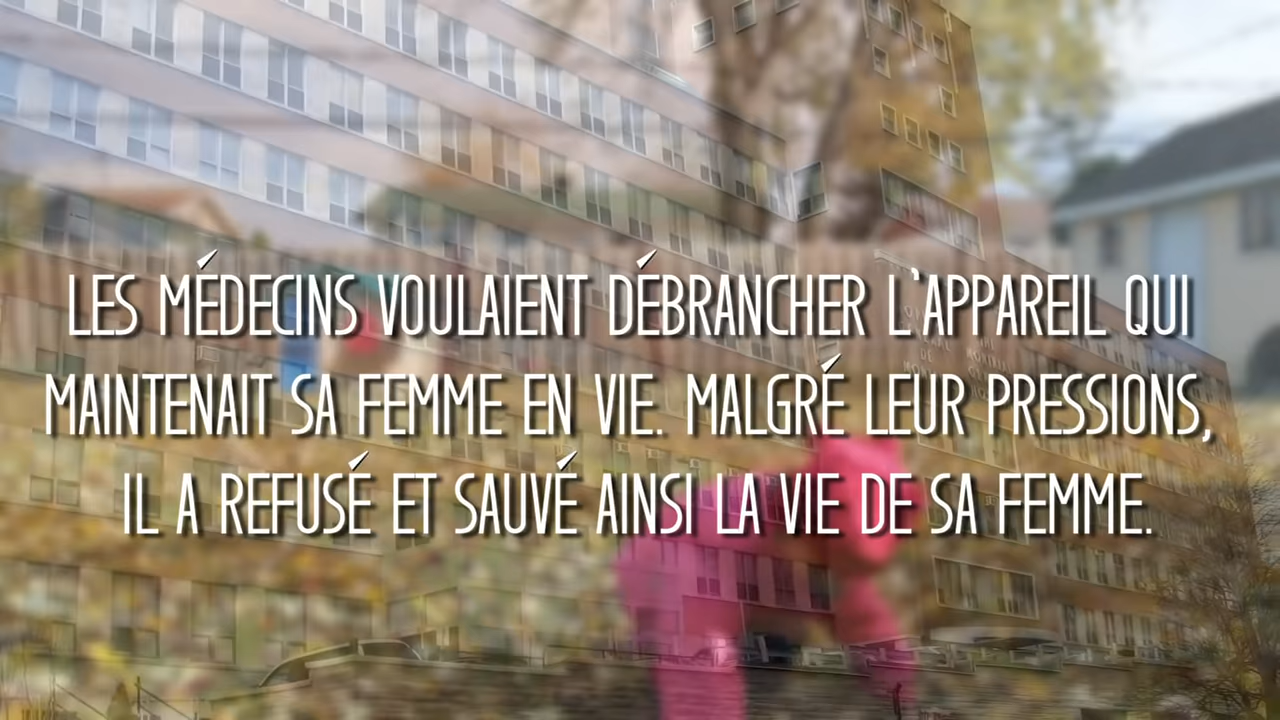 LES MÉDECINS VOULAIENT DÉBRANCHER L'APPAREIL QUI
MAINTENAIT SA FEMME EN VIE. MALGRÉ LEUR PRESSIONS,
IL A REFUSÉ ET SAUVÉ AINSI LA VIE DE SA FEMME.